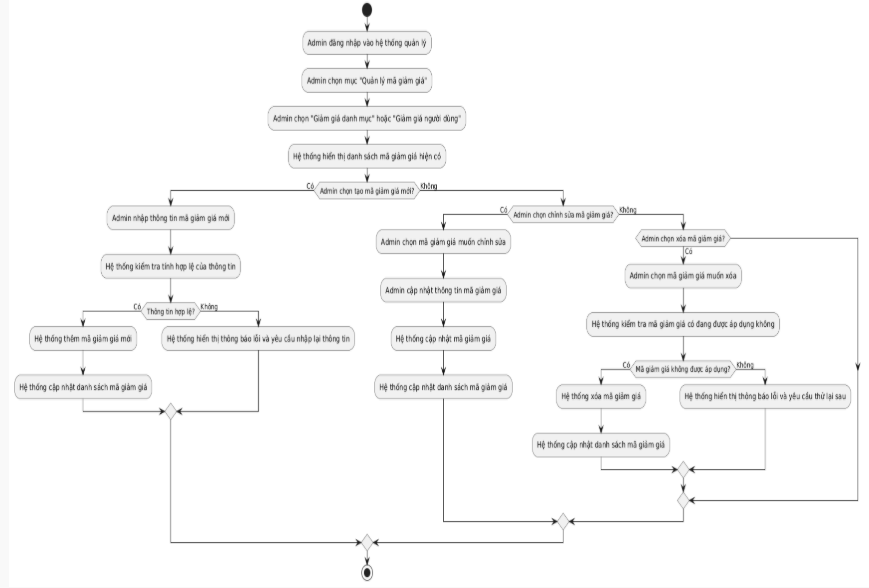 Admin đăng nhập vào hệ thống quản lý
Admin chọn mục "Quản lý mã giảm giá"
Admin chọn "Giảm giá danh mục" hoặc "Giảm giá người dùng"
Hệ thống hiển thị danh sách mã giảm giá hiện có
Có
Admin chọn tạo mã giảm giá mới?
Không
Admin nhập thông tin mã giảm giá mới
Hệ thống kiểm tra tính hợp lệ của thông tin
Có
Thông tin hợp lệ?
Không
Hệ thống thêm mã giảm giá mới
Hệ thống hiển thị thông báo lỗi và yêu cầu nhập lại thông tin
Hệ thống cập nhật danh sách mã giảm giá
Có
Admin chọn chỉnh sửa mã giảm giá?
Không
Admin chọn mã giảm giá muốn chỉnh sửa
Admin cập nhật thông tin mã giảm giá
Hệ thống cập nhật mã giảm giá
Hệ thống cập nhật danh sách mã giảm giá
Admin chọn xóa mã giảm giá?
Có
Admin chọn mã giảm giá muốn xóa
Hệ thống kiểm tra mã giảm giá có đang được áp dụng không
Có
Mã giảm giá không được áp dụng?
Không
Hệ thống xóa mã giảm giá
Hệ thống hiển thị thông báo lỗi và yêu cầu thử lại sau
Hệ thống cập nhật danh sách mã giảm giá